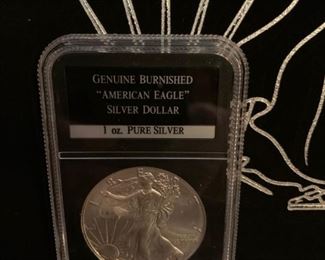 GENUINE BURNISHED
"AMERICAN EAGLE"
SILVER DOLLAR
1 oz. PURE SILVER